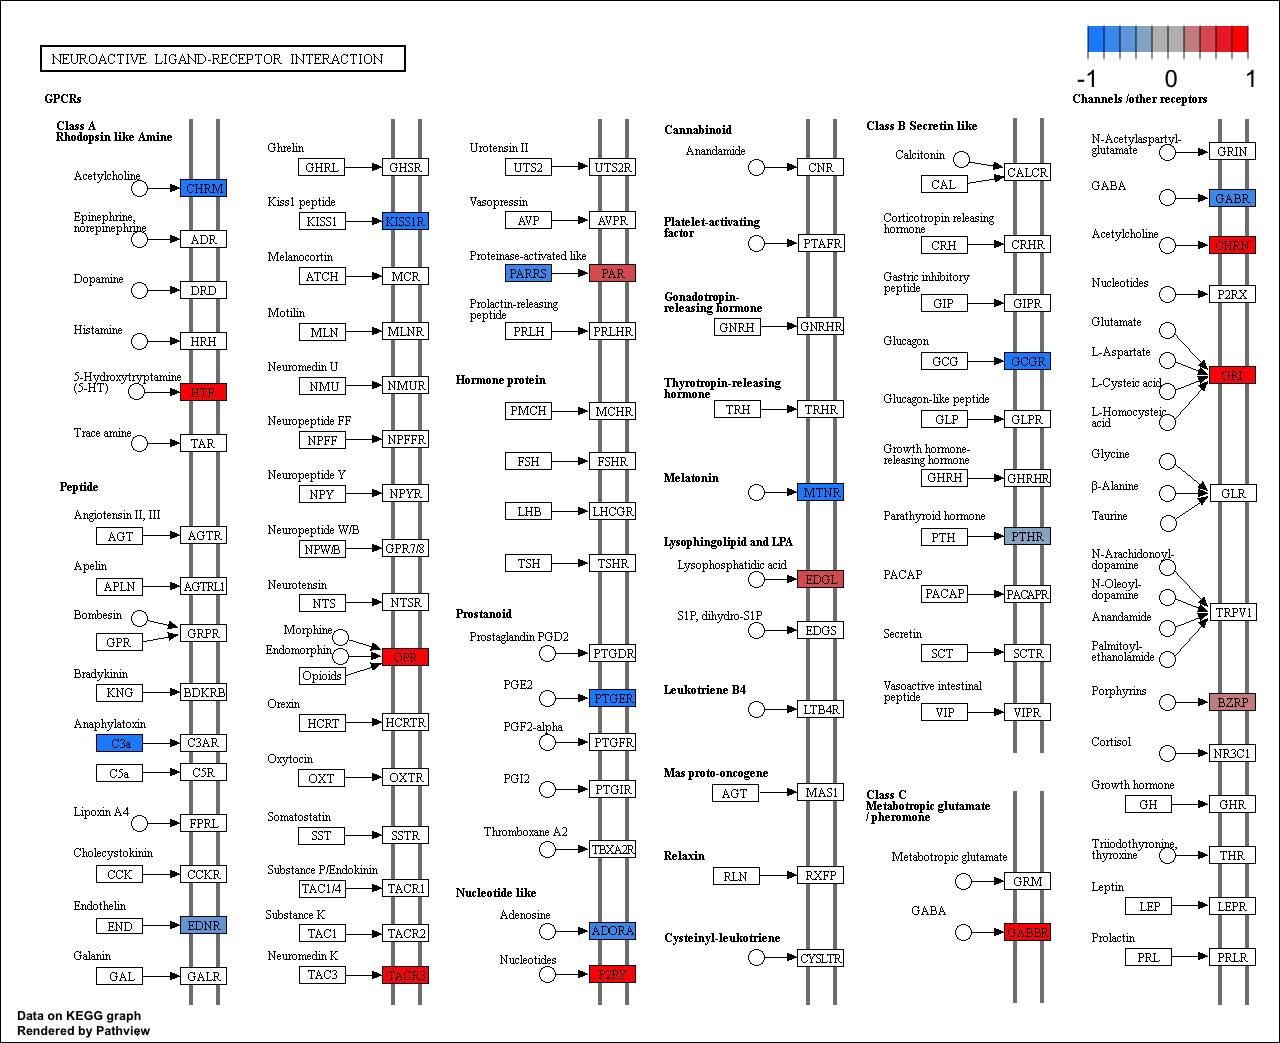 NEUROACTIVE LIGAND-RECEPTOR INTERACTION
-1 0 1
GPCRs
Class A
Rhodopsin like Amine
Acetylcholine
CHRM
Epinephrine,
norepinephrine
ADR
Dopamine
DRD
Histamine
HRH
5-Hydroxytryptamine
(5-HT)
HTR
Trace amine
TAR
Peptide
Angiotensin II, III
AGT AGTR
Apelin
APLN AGTRL1
Bombesin
GPR GRPR
Bradykinin
KNG BDKRB
Anaphylatoxin
C3a C3AR
C5a C5R
Lipoxin A4
FPRL
Cholecystokinin
CCK CCKR
Endothelin
END EDNR
Galanin
GAL GALR
Ghrelin
GHRL GHSR
Kiss1 peptide
KISS1 KISS1R
Melanocortin
ATCH MCR
Motilin
MLN MLNR
Neuromedin U
NMU NMUR
Neuropeptide FF
NPFF NPFFR
Neuropeptide Y
NPY NPYR
Neuropeptide W/B
NPW/B GPR7/8
Neurotensin
NTS NTSR
Morphine
Endomorphin
Opioids
OPR
Orexin
HCRT HCRTR
Oxytocin
OXT OXTR
Somatostatin
SST SSTR
Substance P/Endokinin
TAC1/4 TACR1
Substance K
TAC1 TACR2
Neuromedin K
TAC3 TACR3
Urotensin II
UTS2 UTS2R
Vasopressin
AVP AVPR
Proteinase-activated like
PARRS PAR
Prolactin-releasing
peptide
PRLH PRLHR
Hormone protein
PMCH MCHR
FSH FSHR
LHB LHCGR
TSH TSHR
Prostanoid
Prostaglandin PGD2
PTGDR
PGE2
PTGER
PGF2-alpha
PTGFR
PGI2
PTGIR
Thromboxane A2
TBXA2R
Nucleotide like
Adenosine
ADORA
Nucleotides
P2RY
Cannabinoid
Anandamide
CNR
Platelet-activating
factor
PTAFR
Gonadotropin-
releasing hormone
GNRH GNRHR
Thyrotropin-releasing
hormone
TRH TRHR
Melatonin
MTNR
Lysophingolipid and LPA
Lysophosphatidic acid
EDGL
S1P, dihydro-S1P
EDGS
Leukotriene B4
LTB4R
Mas proto-oncogene
AGT MAS1
Relaxin
RLN RXFP
Cysteinyl-leukotriene
CYSLTR
Class B Secretin like
Calcitonin
CAL CALCR
Corticotropin releasing
hormone
CRH CRHR
Gastric inhibitory
peptide
GIP GIPR
Glucagon
GCG GCGR
Glucagon-like peptide
GLP GLPR
Growth hormone-
releasing hormone
GHRH GHRHR
Parathyroid hormone
PTH PTHR
PACAP
PACAP PACAPR
Secretin
SCT SCTR
Vasoactive intestinal
peptide
VIP VIPR
Class C
Metabotropic glutamate
/ pheromone
Metabotropic glutamate
GRM
GABA
GABBR
Channels /other receptors
N-Acetylaspartyl-
glutamate
GRIN
GABA
GABR
Acetylcholine
CHRN
Nucleotides
P2RX
Glutamate
L-Aspartate
GRI
L-Cysteic acid
L-Homocysteic
acid
Glycine
β-Alanine
GLR
Taurine
N-Arachidonoyl-
dopamine
N-Oleoyl-
dopamine
TRPV1
Anandamide
Palmitoyl-
ethanolamide
Porphyrins
BZRP
Cortisol
NR3C1
Growth hormone
GH GHR
Triiodothyronine,
thyroxine
THR
Leptin
LEP LEPR
Prolactin
PRL PRLR
Data on KEGG graph
Rendered by Pathview